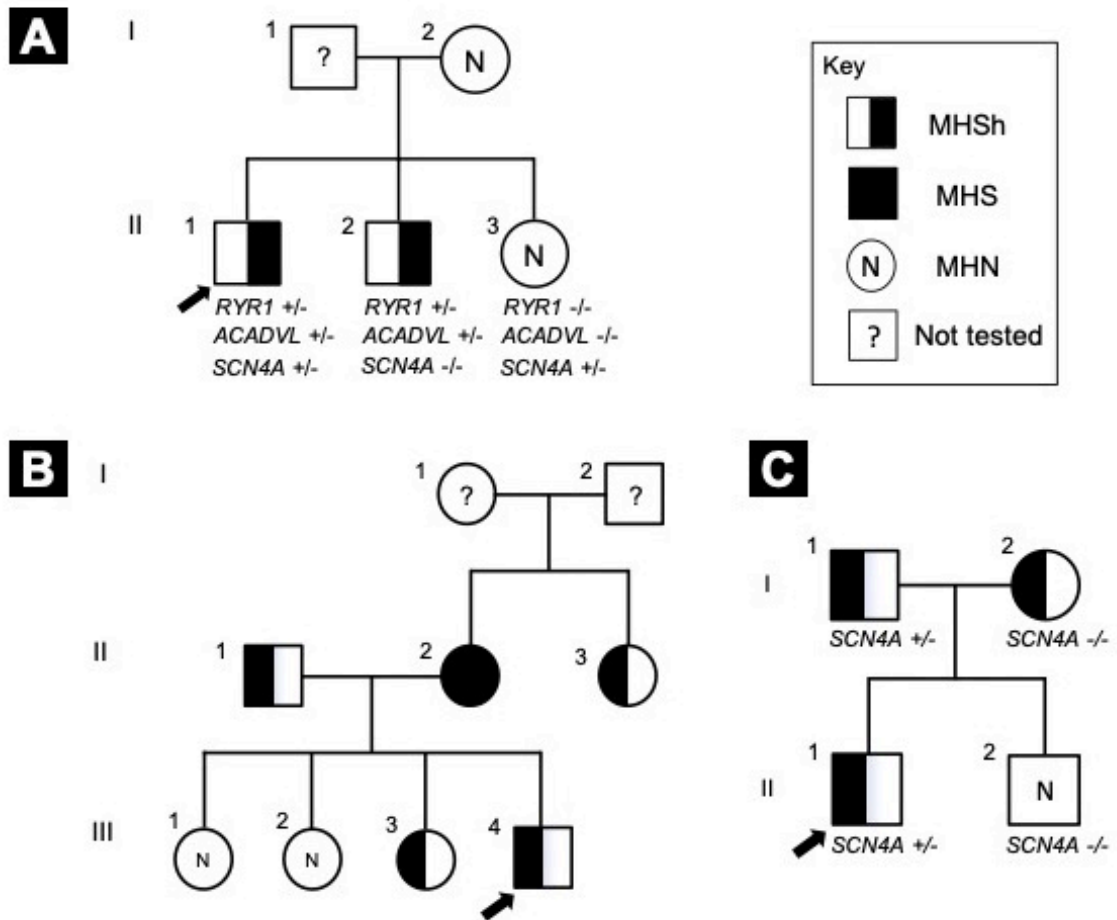 A
I
1
2
?
N
II
1
2
3
N
RYR1 +/-
RYR1 +/-
RYR1 -/-
ACADVL +/-
ACADVL +/-
ACADVL -/-
SCN4A +/-
SCN4A -/-
SCN4A +/-
Key
MHSh
MHS
N
MHN
?
Not tested
B
I
1
2
?
?
II
1
2
3
III
1
2
3
4
N
N
C
I
1
2
SCN4A +/-
SCN4A -/-
II
1
2
N
SCN4A +/-
SCN4A -/-